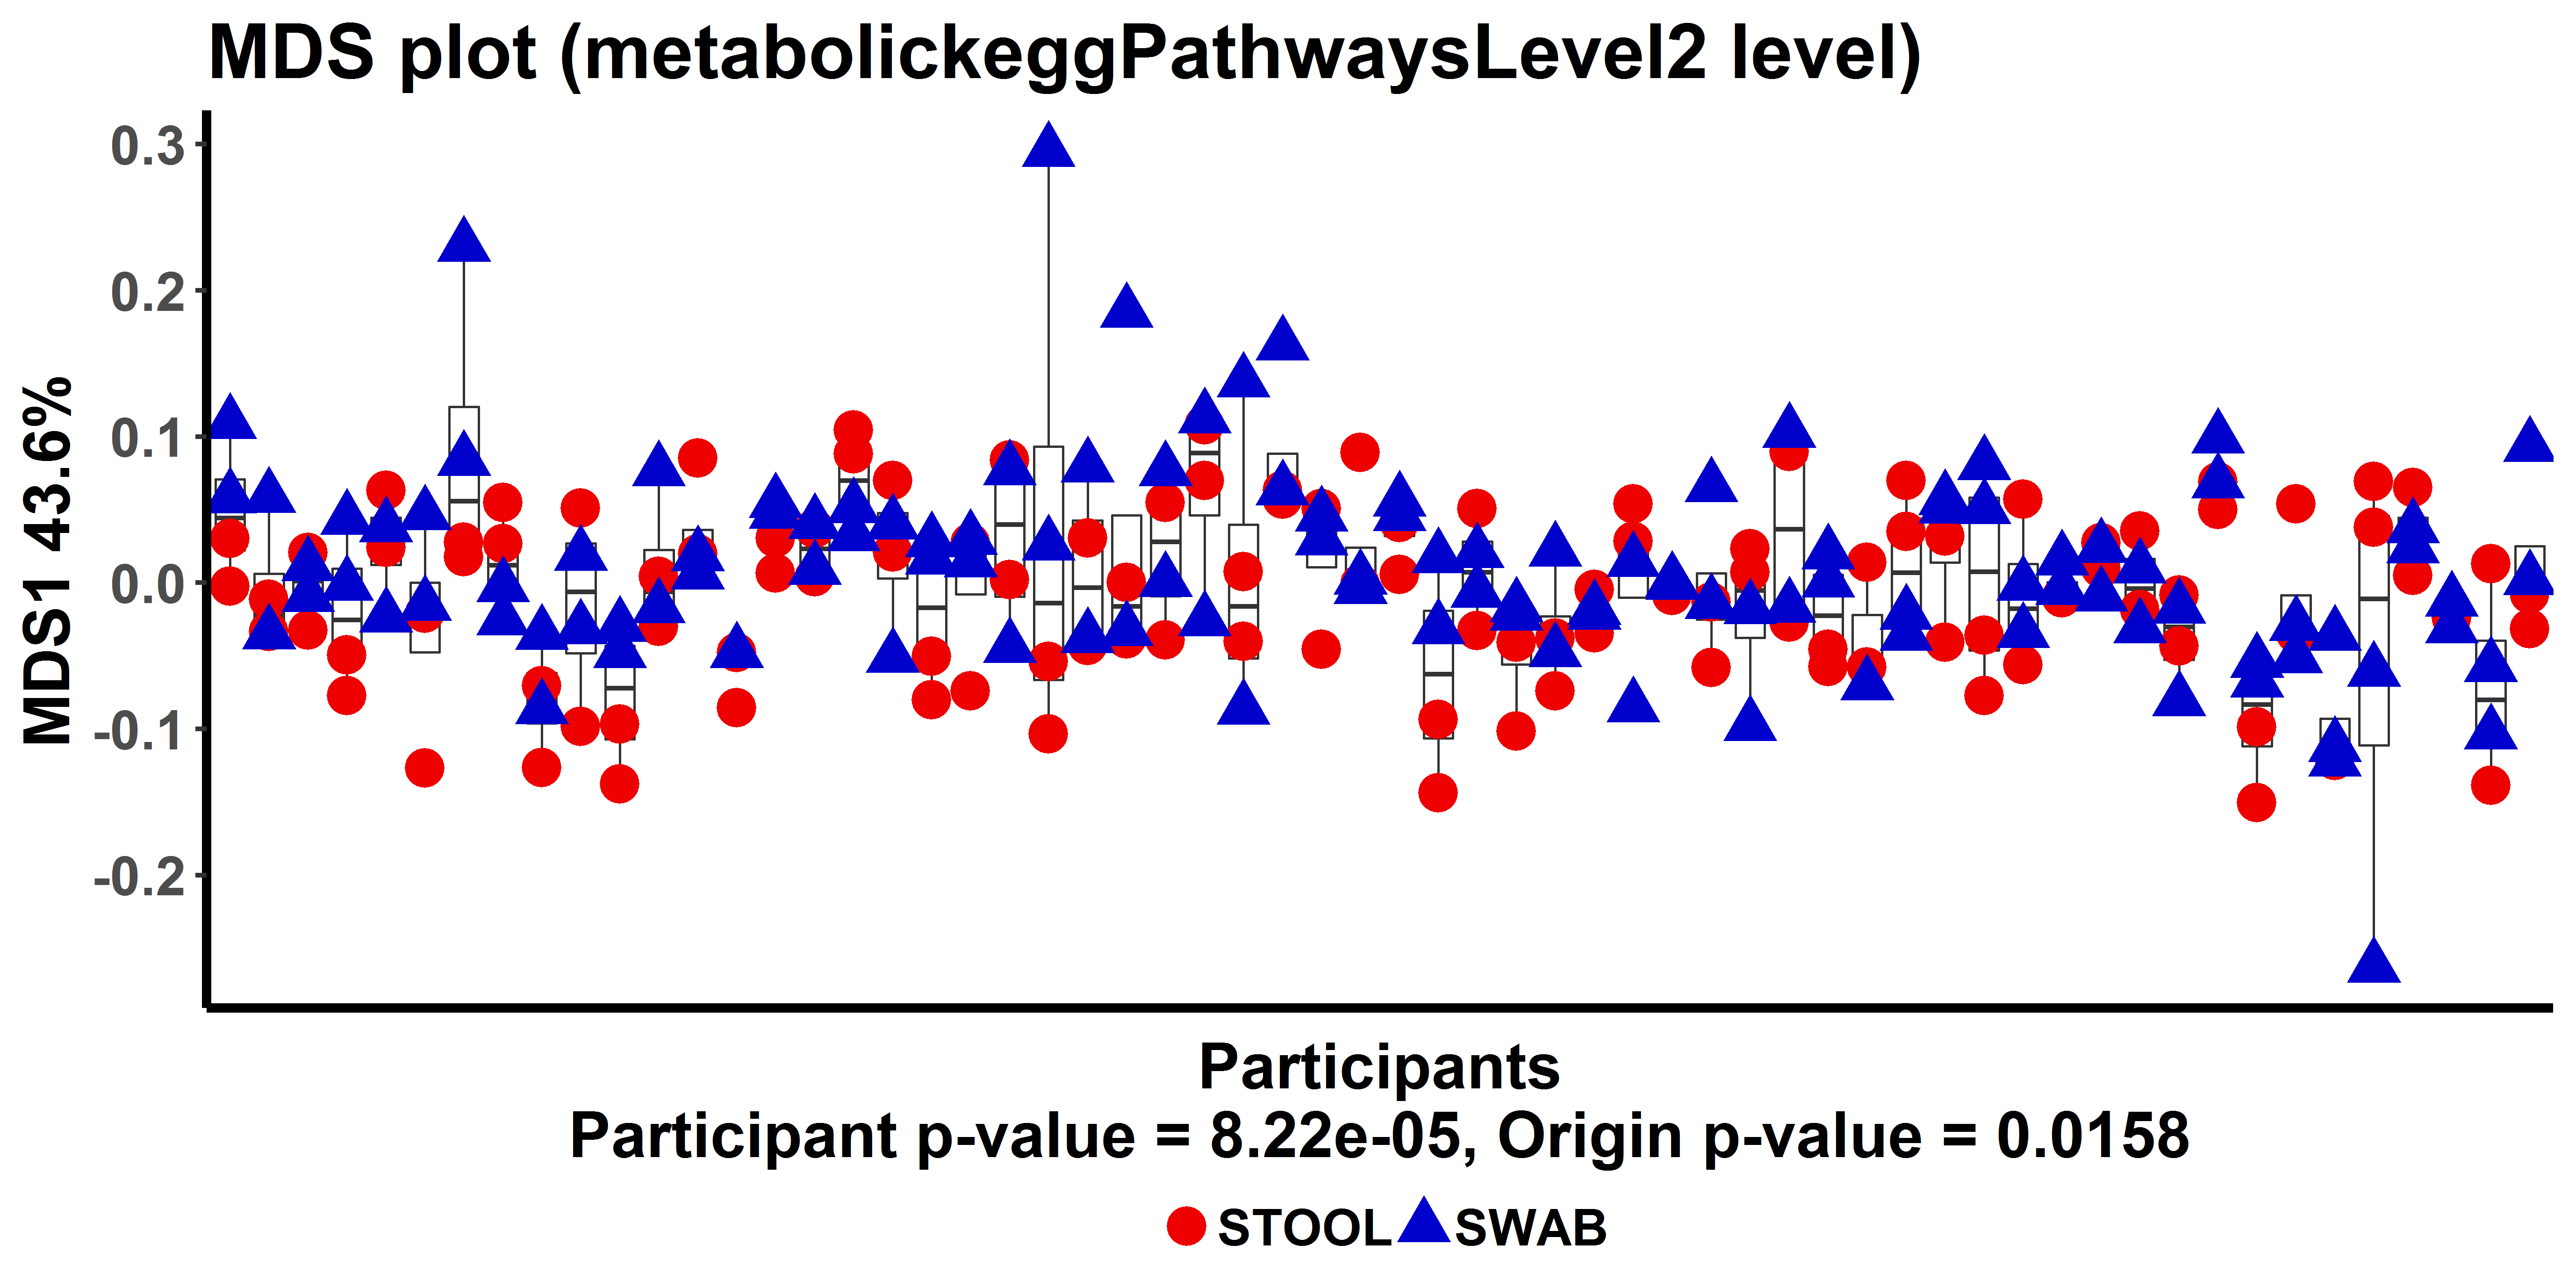 MDS plot (metabolickeggPathwaysLevel2 level)
MDS1 43.6%
0.3
0.2
0.1
0.0
-0.1
-0.2
Participants
Participant p-value = 8.22e-05, Origin p-value = 0.0158
STOOL SWAB